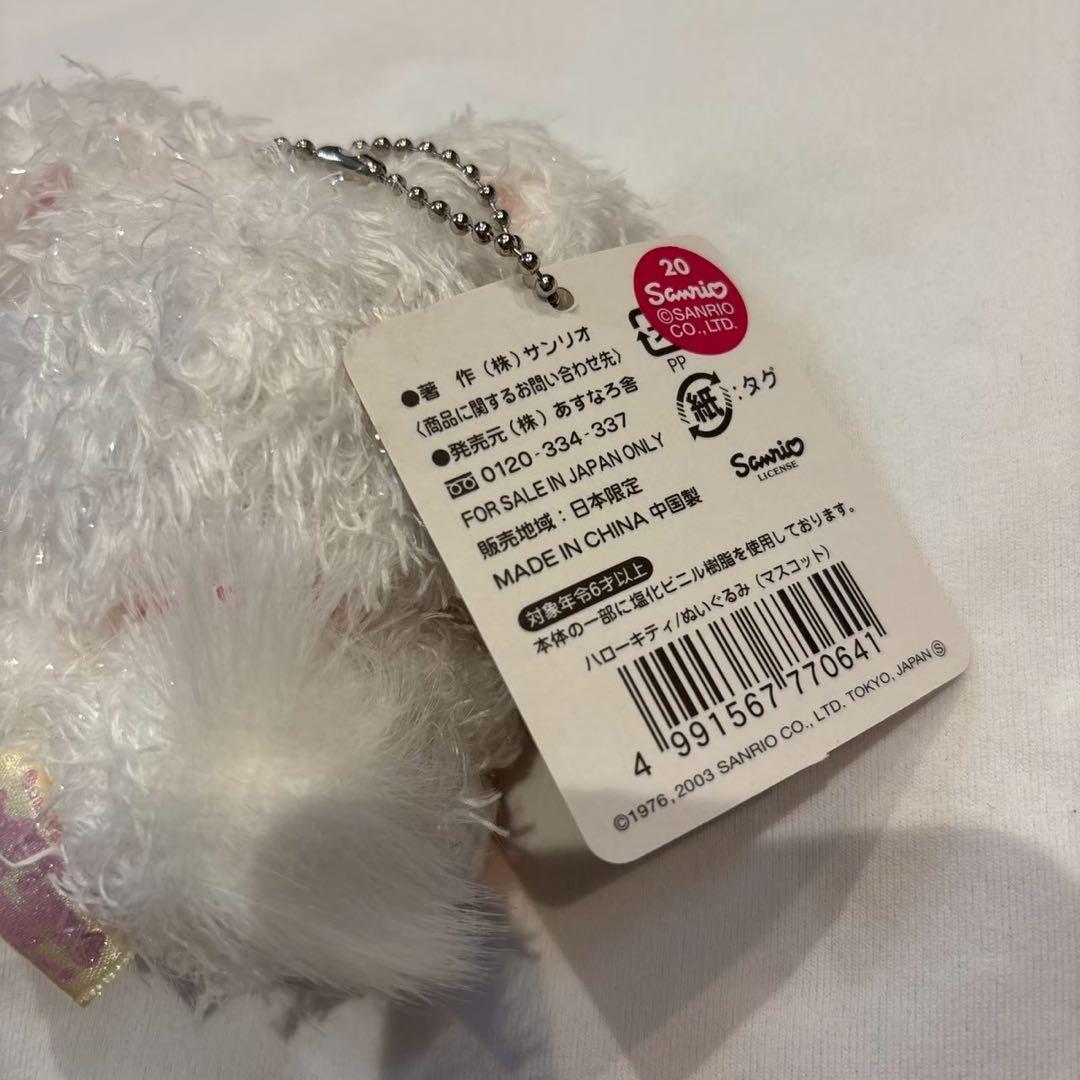 20
Sanrio
©SANRIO
CO.,LTD.
●著 作(株)サンリオ
〈商品に関するお問い合わせ先〉
●発売元(株)あすなろ舎
0120-334-337
FOR SALE IN JAPAN ONLY
販売地域:日本限定
MADE IN CHINA 中国製
PP
紙:タグ
Sanrio
LICENSE
対象年令6才以上
本体の一部に塩化ビニル樹脂を使用しております。
ハローキティ/ぬいぐるみ(マスコット)
4 991567 770641
©1976, 2003 SANRIO CO., LTD. TOKYO, JAPAN Ⓢ